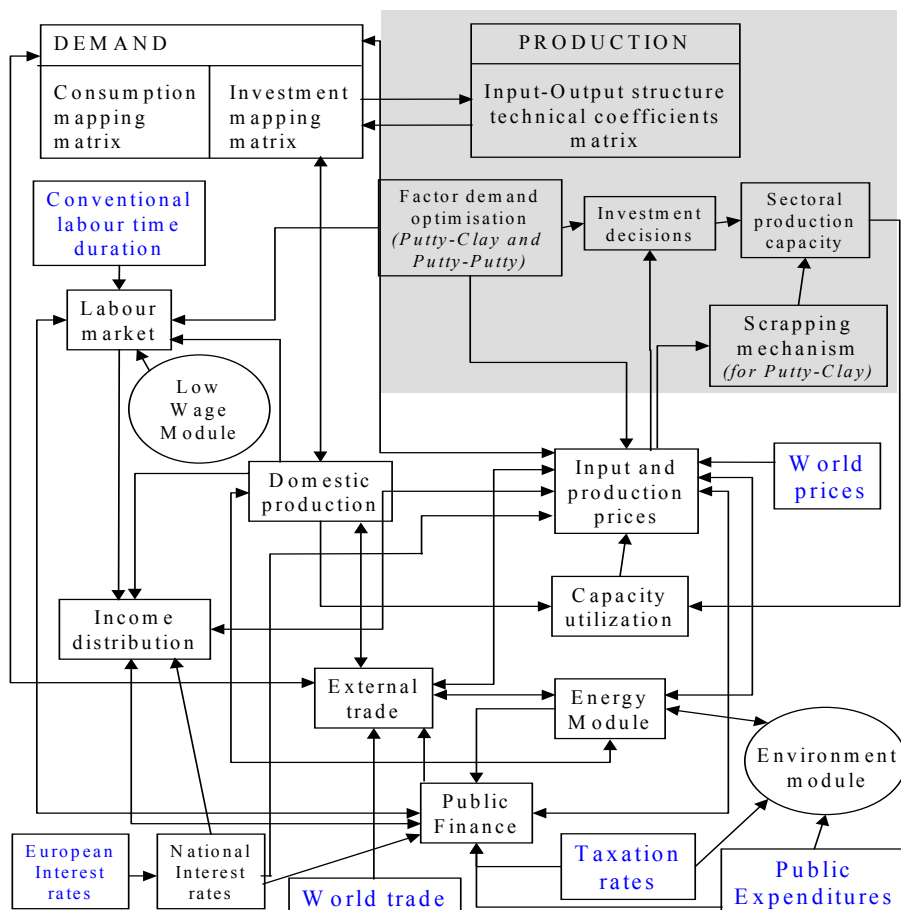 DEMAND
Consumption
mapping
matrix
Investment
mapping
matrix
PRODUCTION
Input-Output structure
technical coefficients
matrix
Conventional
labour time
duration
Factor demand
optimisation
(Putty-Clay and
Putty-Putty)
Investment
decisions
Sectoral
production
capacity
Labour
market
Scrapping
mechanism
(for Putty-Clay)
Low
Wage
Module
Domestic
production
Input and
production
prices
World
prices
Income
distribution
Capacity
utilization
External
trade
Energy
Module
Environment
module
Public
Finance
European
Interest
rates
National
Interest
rates
World trade
Taxation
rates
Public
Expenditures